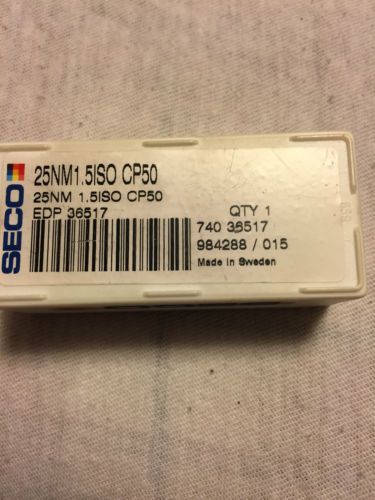 SECO
25NM1.5ISO CP50
25NM 1.5ISO CP50
EDP 36517
QTY 1
740 36517
984288 / 015
Made in Sweden